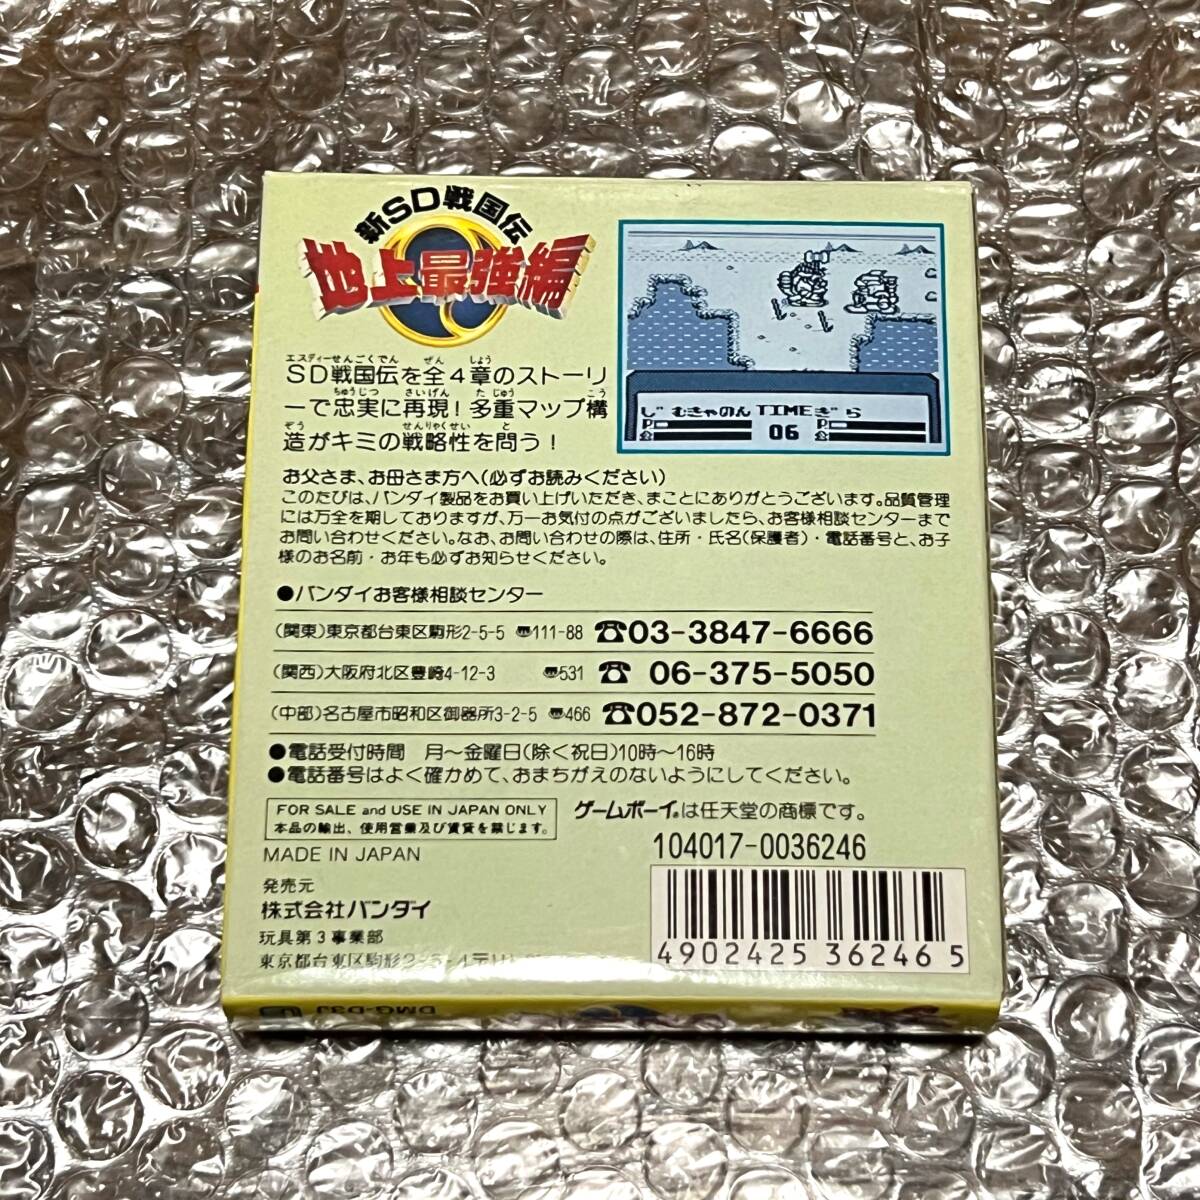 新SD戦国伝
地上最強編
エスディーせんごくでん ぜん しょう
SD戦国伝を全4章のストーリ
ちゅうじつ さいげん たじゅう こう
ーで忠実に再現！多重マップ構
ぞう せんりゃくせい と
造がキミの戦略性を問う！
じむきゃのん TIME ぎら
P
06
お父さま、お母さま方へ(必ずお読みください)
このたびは、バンダイ製品をお買い上げいただき、まことにありがとうございます。品質管理
には万全を期しておりますが、万一お気付の点がございましたら、お客様相談センターまで
お問い合わせください。なお、お問い合わせの際は、住所・氏名(保護者)・電話番号と、お子
様のお名前・お年も必ずお知らせください。
●バンダイお客様相談センター
(関東)東京都台東区駒形2-5-5 111-88 ☎03-3847-6666
(関西)大阪府北区豊崎4-12-3 531 ☎06-375-5050
(中部)名古屋市昭和区御器所3-2-5 466 ☎052-872-0371
●電話受付時間 月～金曜日(除く祝日)10時～16時
●電話番号はよく確かめて、おまちがえのないようにしてください。
FOR SALE and USE IN JAPAN ONLY
本品の輸出、使用営業及び賃貸を禁じます。
ゲームボーイ®は任天堂の商標です。
MADE IN JAPAN
104017-0036246
発売元
株式会社バンダイ
玩具第3事業部
東京都台東区駒形2-5-4
4902425 362465
DMG-D3J